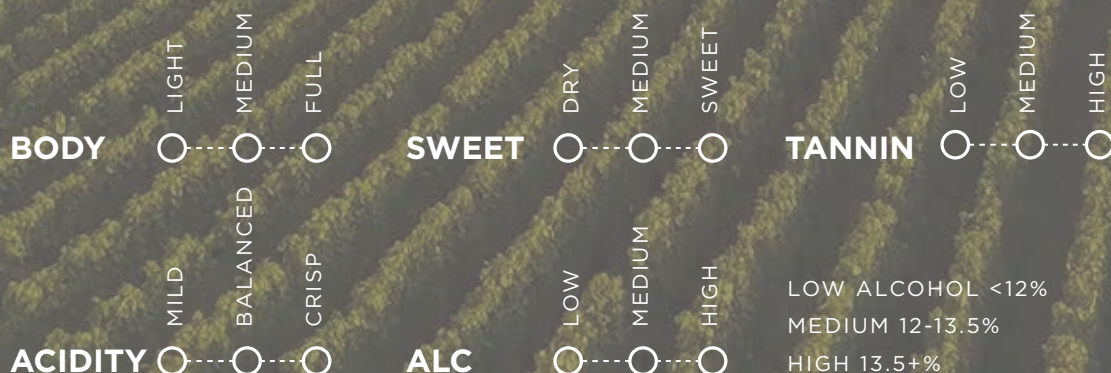 BODY LIGHT MEDIUM FULL
SWEET DRY MEDIUM SWEET
TANNIN LOW MEDIUM HIGH
ACIDITY MILD BALANCED CRISP
ALC LOW MEDIUM HIGH
LOW ALCOHOL <12%
MEDIUM 12-13.5%
HIGH 13.5+%